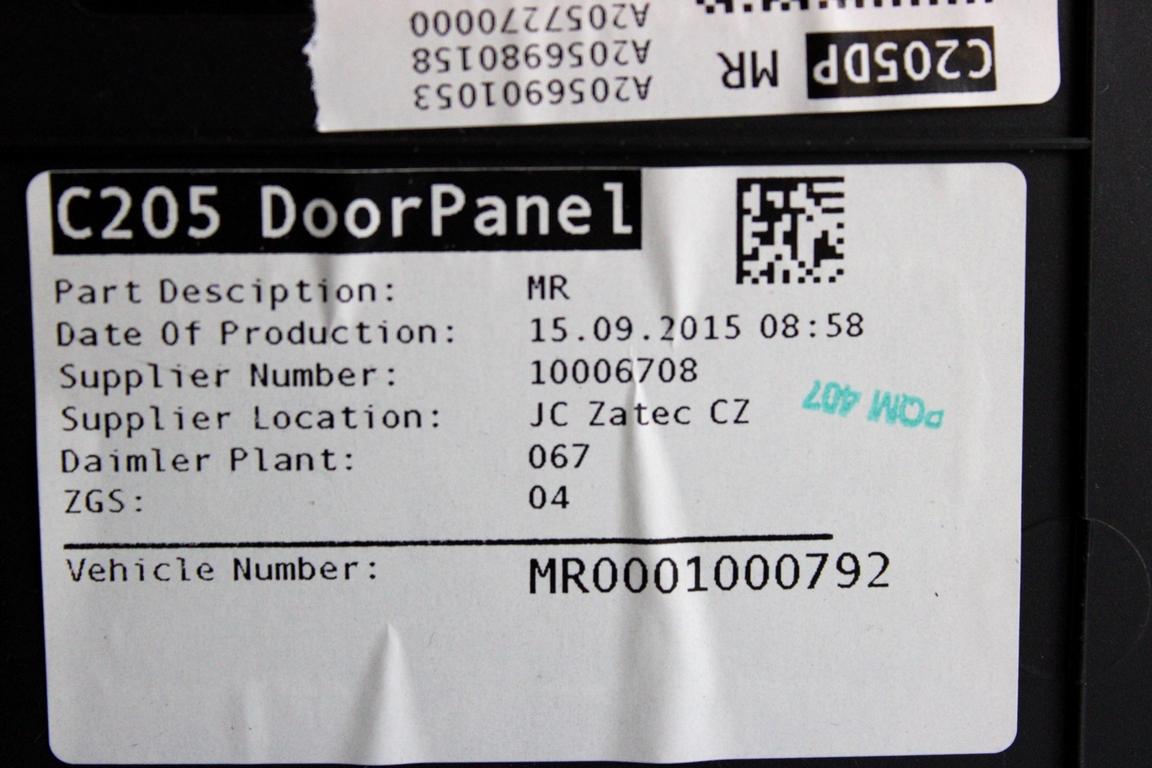 A2057270000
A2056980158
A2056901053
C205DP MR
C205 DoorPanel
Part Desciption: MR
Date Of Production: 15.09.2015 08:58
Supplier Number: 10006708
Supplier Location: JC Zatec CZ
PQM 407
Daimler Plant: 067
ZGS: 04
Vehicle Number: MR0001000792